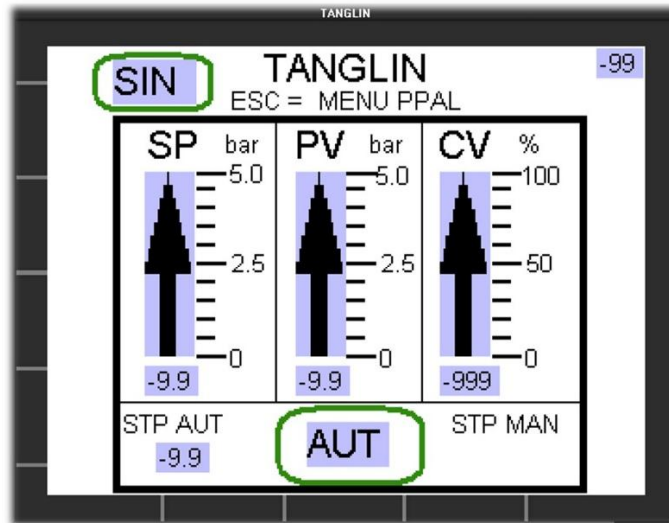 TANGLIN
SIN TANGLIN -99
ESC = MENU PPAL
SP bar PV bar CV %
5.0 5.0 100
2.5 2.5 50
0 0 0
-9.9 -9.9 -999
STP AUT AUT STP MAN
-9.9